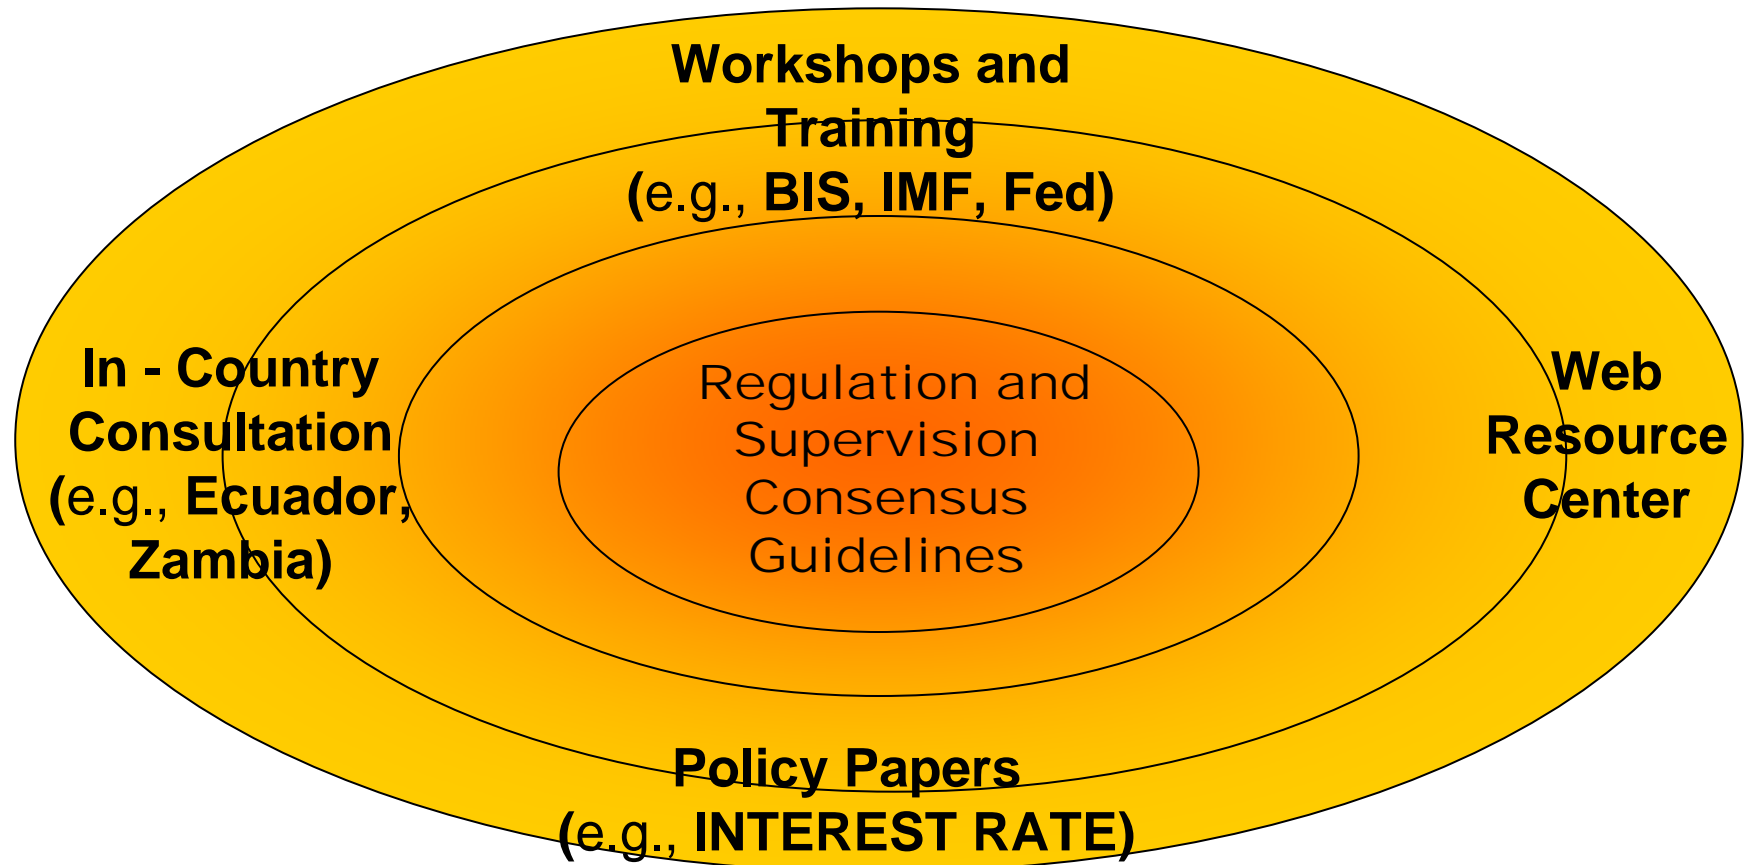 Workshops and
Training
(e.g., BIS, IMF, Fed)
In - Country
Consultation
(e.g., Ecuador,
Zambia)
Regulation and
Supervision
Consensus
Guidelines
Web
Resource
Center
Policy Papers
(e.g., INTEREST RATE)